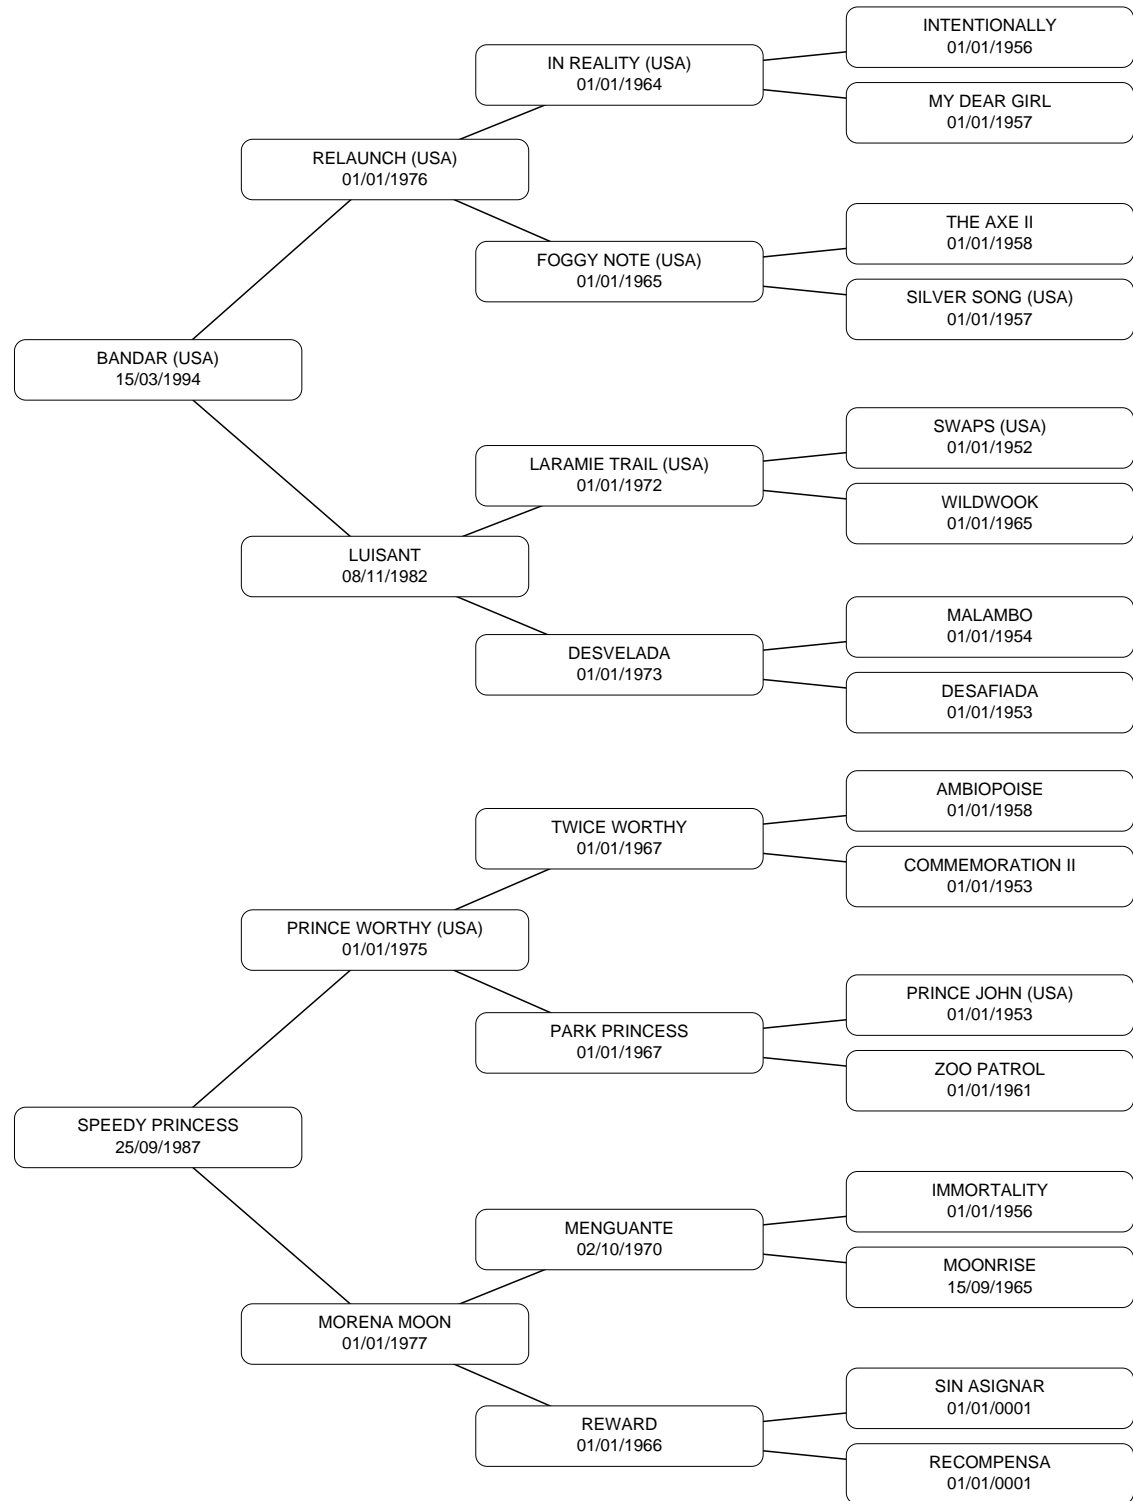 INTENTIONALLY
01/01/1956
IN REALITY (USA)
01/01/1964
MY DEAR GIRL
01/01/1957
RELAUNCH (USA)
01/01/1976
THE AXE II
01/01/1958
FOGGY NOTE (USA)
01/01/1965
SILVER SONG (USA)
01/01/1957
BANDAR (USA)
15/03/1994
SWAPS (USA)
01/01/1952
LARAMIE TRAIL (USA)
01/01/1972
WILDWOOK
01/01/1965
LUISANT
08/11/1982
MALAMBO
01/01/1954
DESVELADA
01/01/1973
DESAFIADA
01/01/1953
AMBIOPOISE
01/01/1958
TWICE WORTHY
01/01/1967
COMMEMORATION II
01/01/1953
PRINCE WORTHY (USA)
01/01/1975
PRINCE JOHN (USA)
01/01/1953
PARK PRINCESS
01/01/1967
ZOO PATROL
01/01/1961
SPEEDY PRINCESS
25/09/1987
IMMORTALITY
01/01/1956
MENGUANTE
02/10/1970
MOONRISE
15/09/1965
MORENA MOON
01/01/1977
SIN ASIGNAR
01/01/0001
REWARD
01/01/1966
RECOMPENSA
01/01/0001